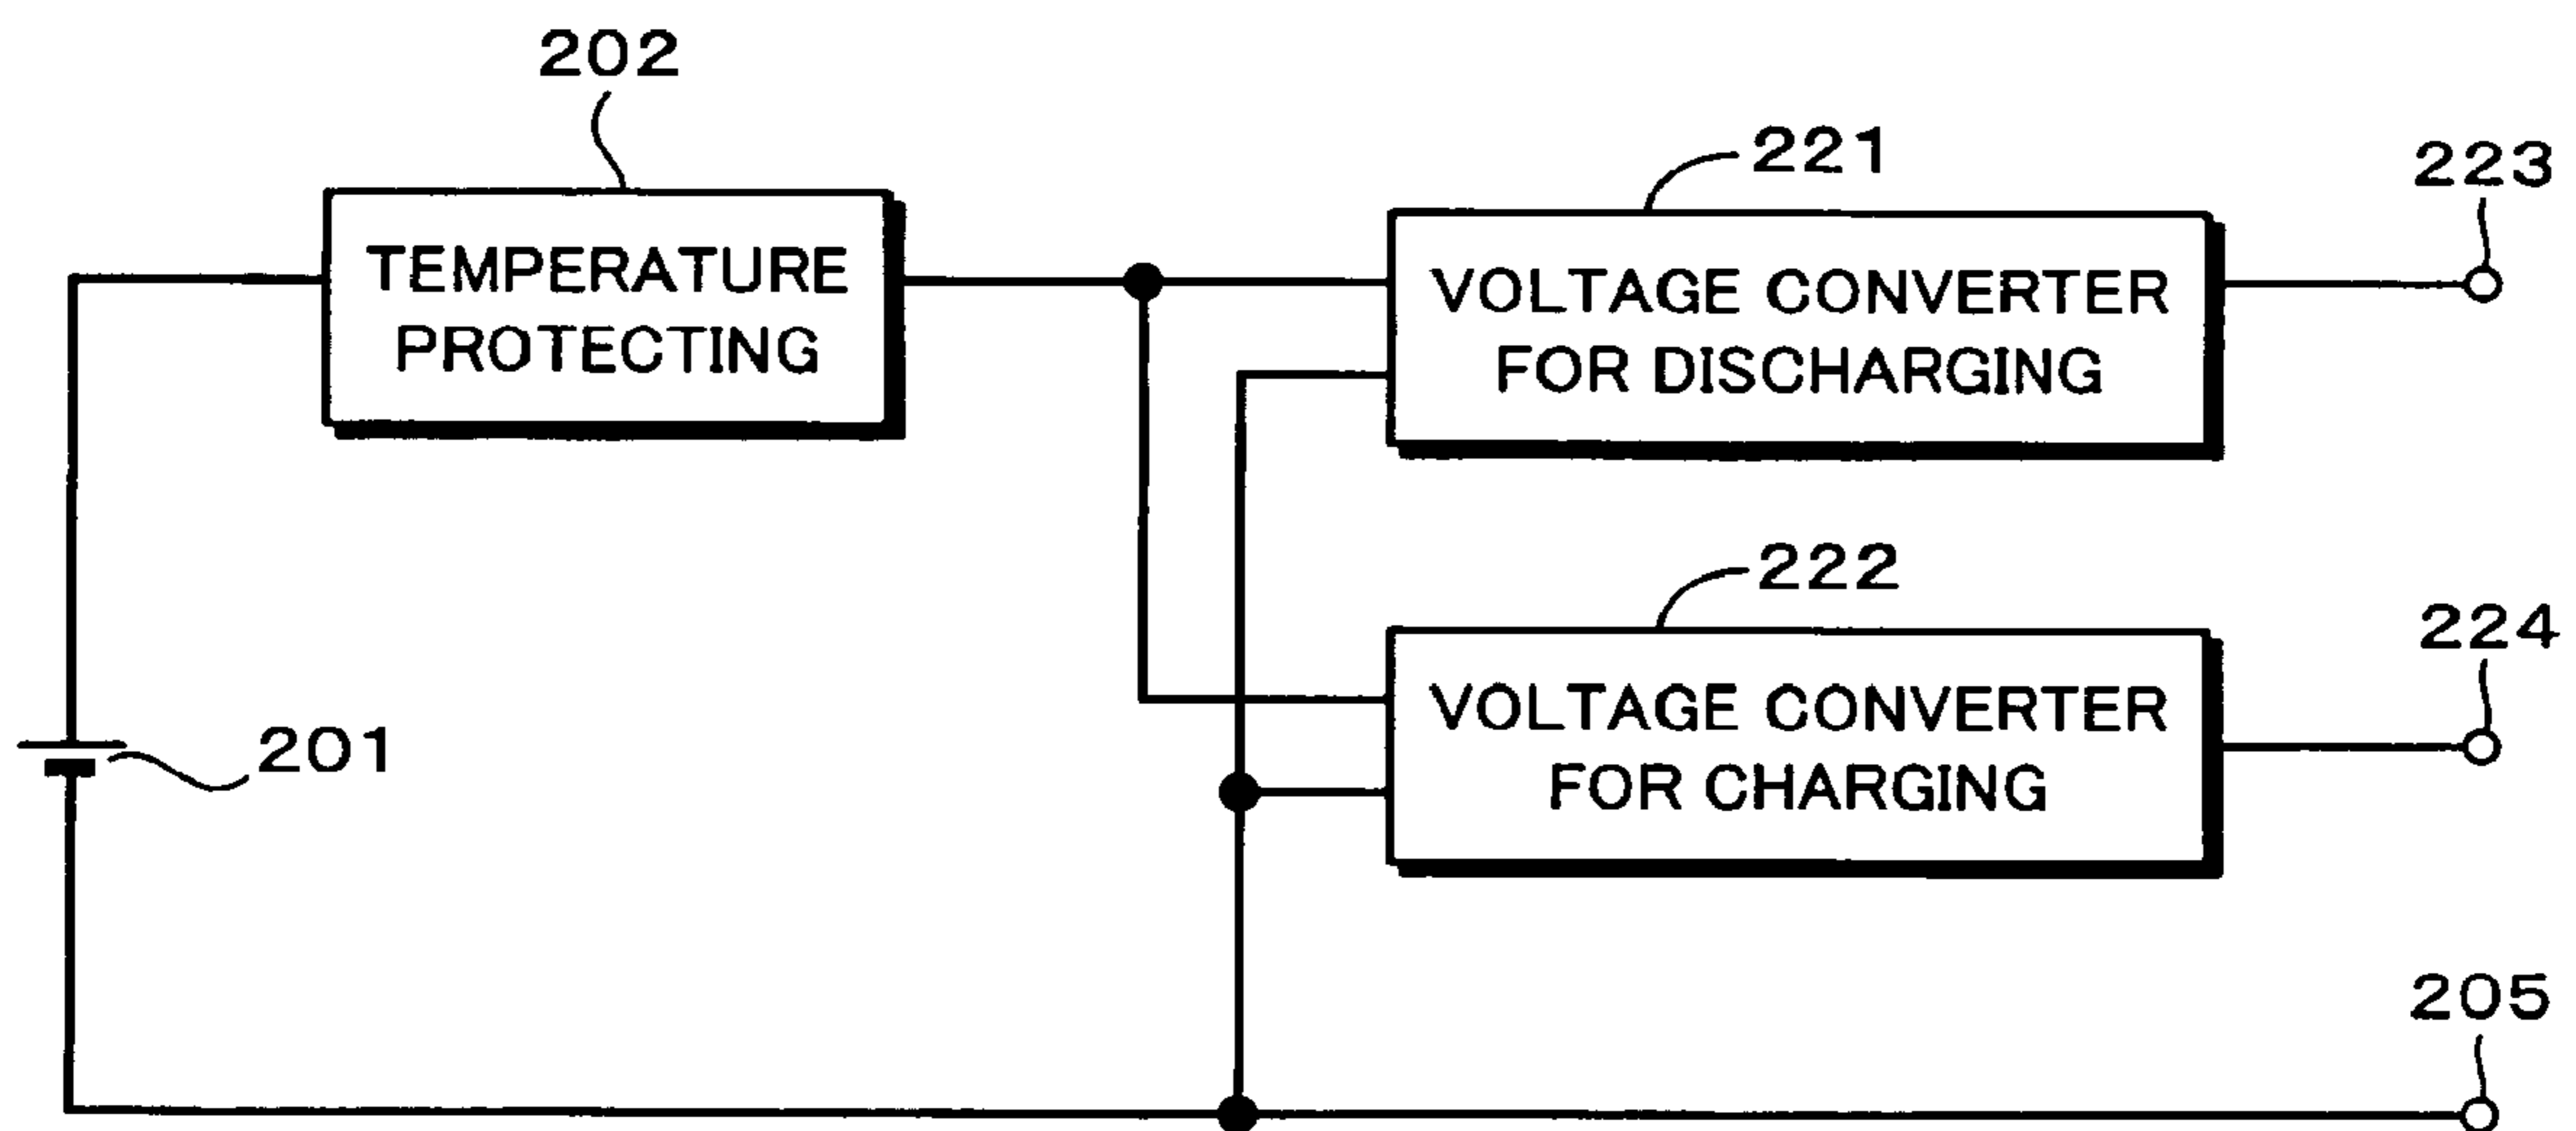 202
221
223
TEMPERATURE
PROTECTING
VOLTAGE CONVERTER
FOR DISCHARGING
222
224
201
VOLTAGE CONVERTER
FOR CHARGING
205